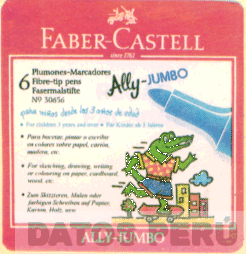 FABER-CASTELL
since 1761
6 Plumones-Marcadores
Fibre-tip pens
Fasermalstifte
Nº 50656
Ally-JUMBO
para niños desde los 3 años de edad
• For children 3 years and over • Für Kinder ab 3 Jahren
• Para bocetar, pintar o escribir
en colores sobre papel, cartón,
madera, etc.
• For sketching, drawing, writing
or colouring on paper, cardboard,
wood, etc.
• Zum Skizzieren, Malen oder
farbigen Schreiben auf Papier,
Karton, Holz, usw.
DATOS PERÚ
ALLY-JUMBO